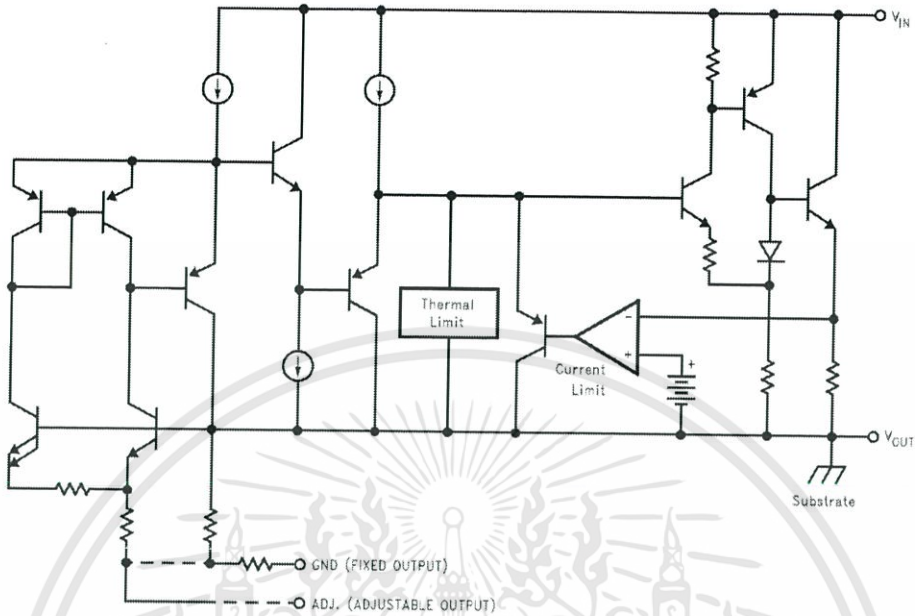 V_IN
Thermal
Limit
−
+
Current
Limit
+
V_OUT
Substrate
GND (FIXED OUTPUT)
ADJ. (ADJUSTABLE OUTPUT)